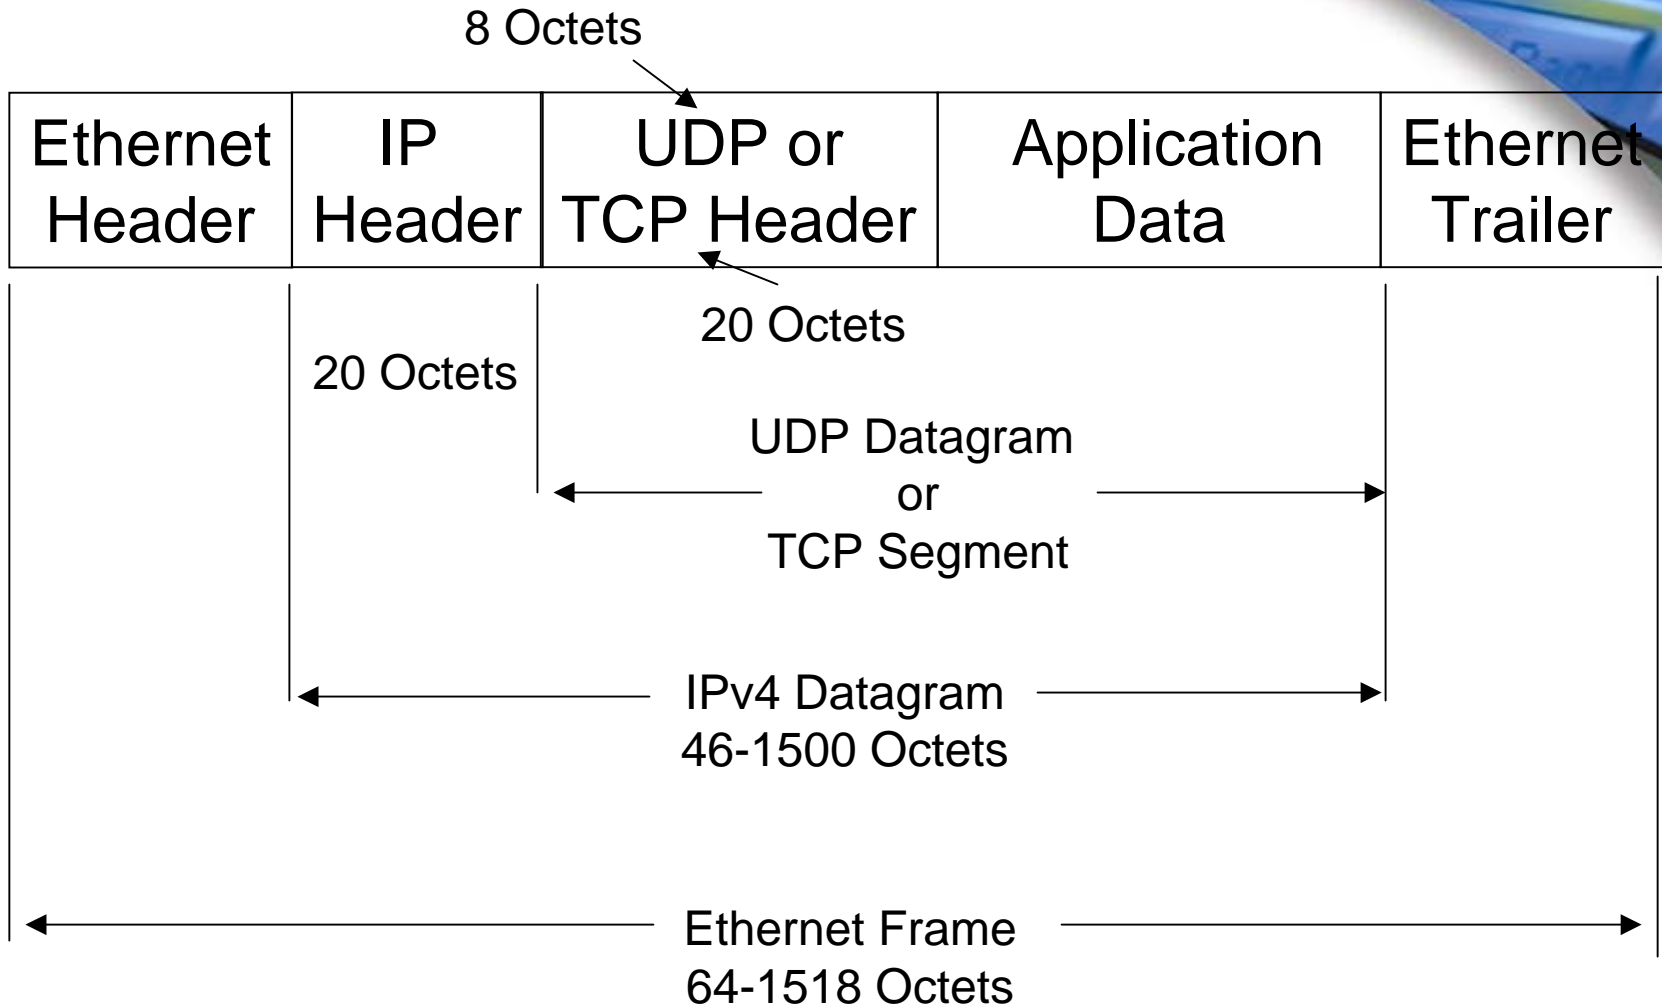 8 Octets
Ethernet Header
IP Header
UDP or TCP Header
Application Data
Ethernet Trailer
20 Octets
20 Octets
UDP Datagram
or
TCP Segment
IPv4 Datagram
46-1500 Octets
Ethernet Frame
64-1518 Octets